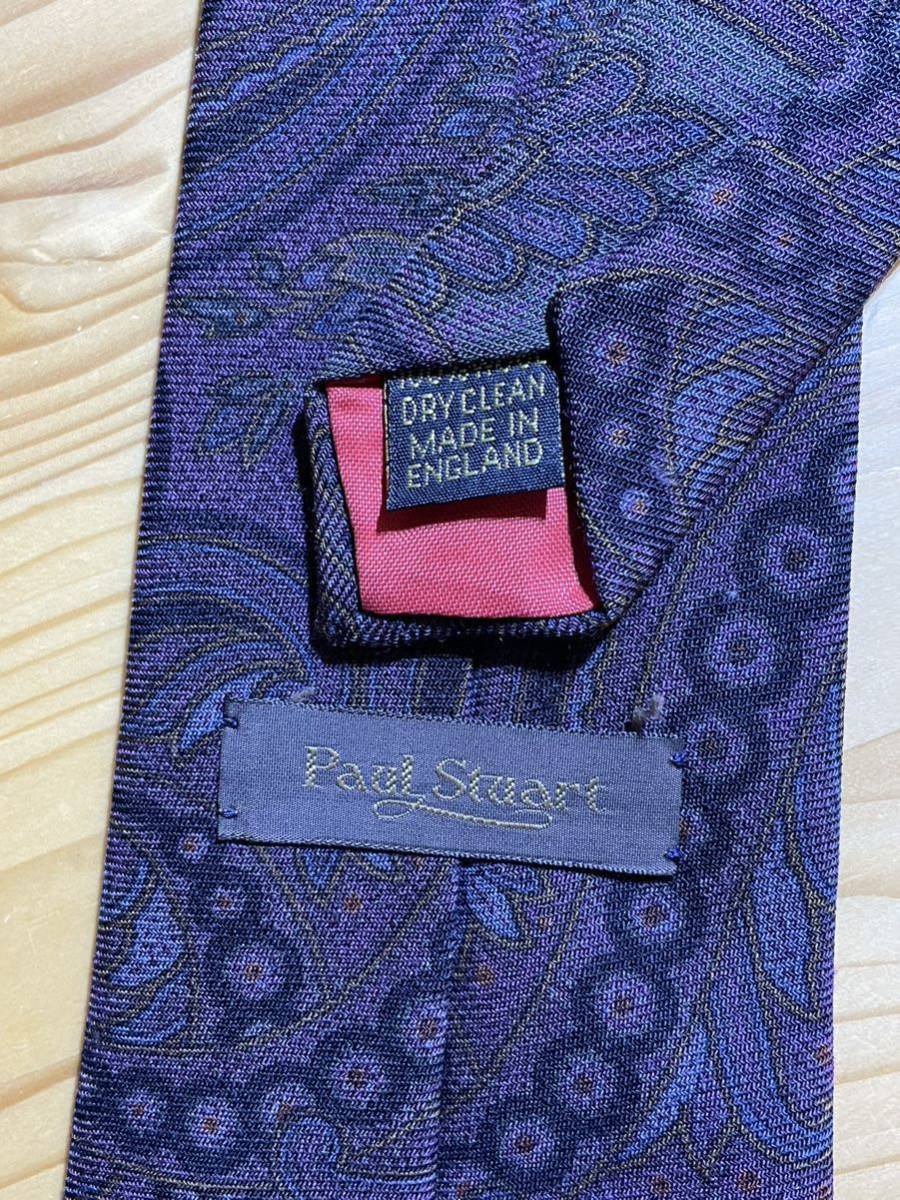 DRY CLEAN
MADE IN
ENGLAND
Paul Stuart